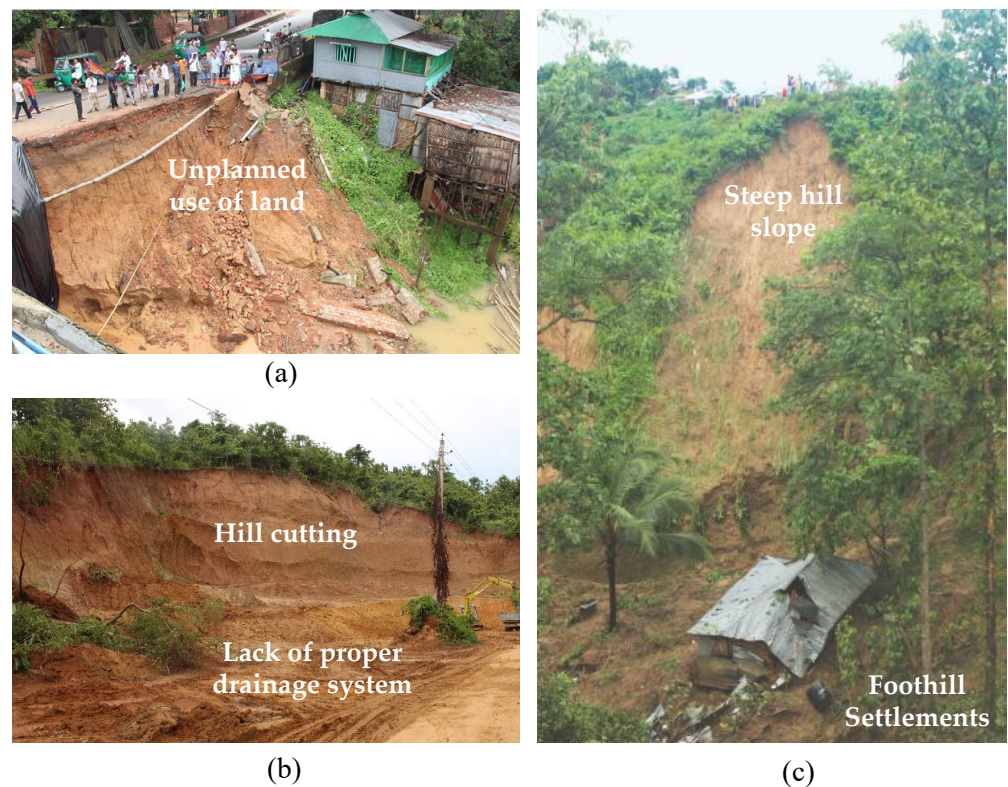 Unplanned
use of land
(a)
Hill cutting
Lack of proper
drainage system
(b)
Steep hill
slope
Foothill
Settlements
(c)